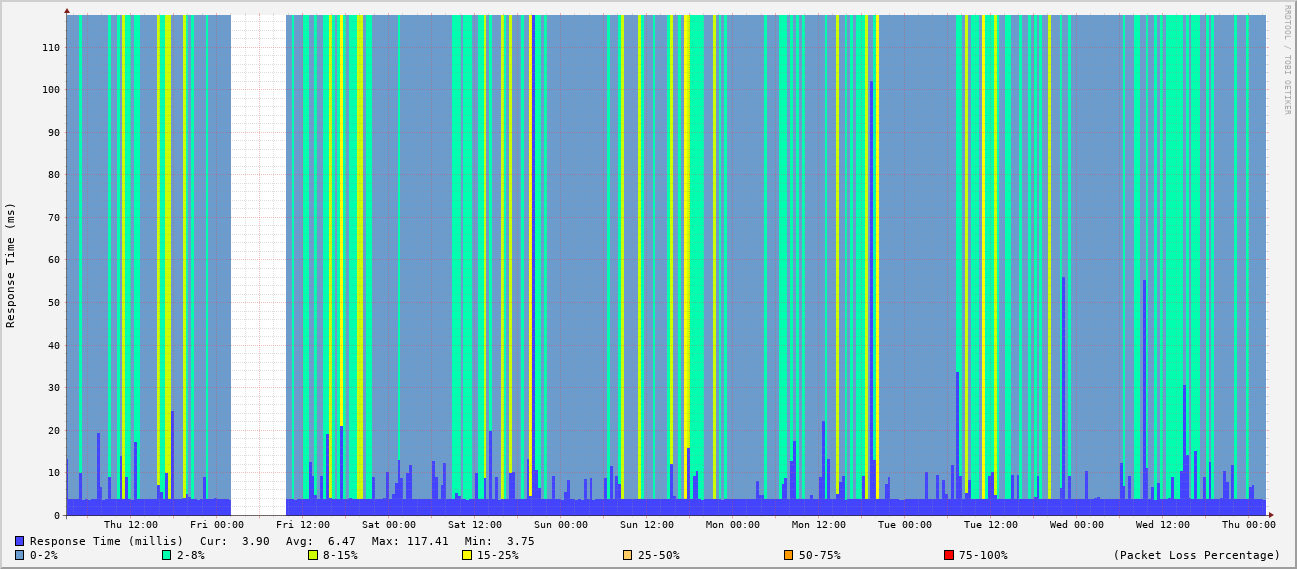 RRDTOOL / TOBI OETIKER
Response Time (ms)
110
100
90
80
70
60
50
40
30
20
10
0
Thu 12:00 Fri 00:00 Fri 12:00 Sat 00:00 Sat 12:00 Sun 00:00 Sun 12:00 Mon 00:00 Mon 12:00 Tue 00:00 Tue 12:00 Wed 00:00 Wed 12:00 Thu 00:00
Response Time (millis) Cur: 3.90 Avg: 6.47 Max: 117.41 Min: 3.75
0-2% 2-8% 8-15% 15-25% 25-50% 50-75% 75-100% (Packet Loss Percentage)